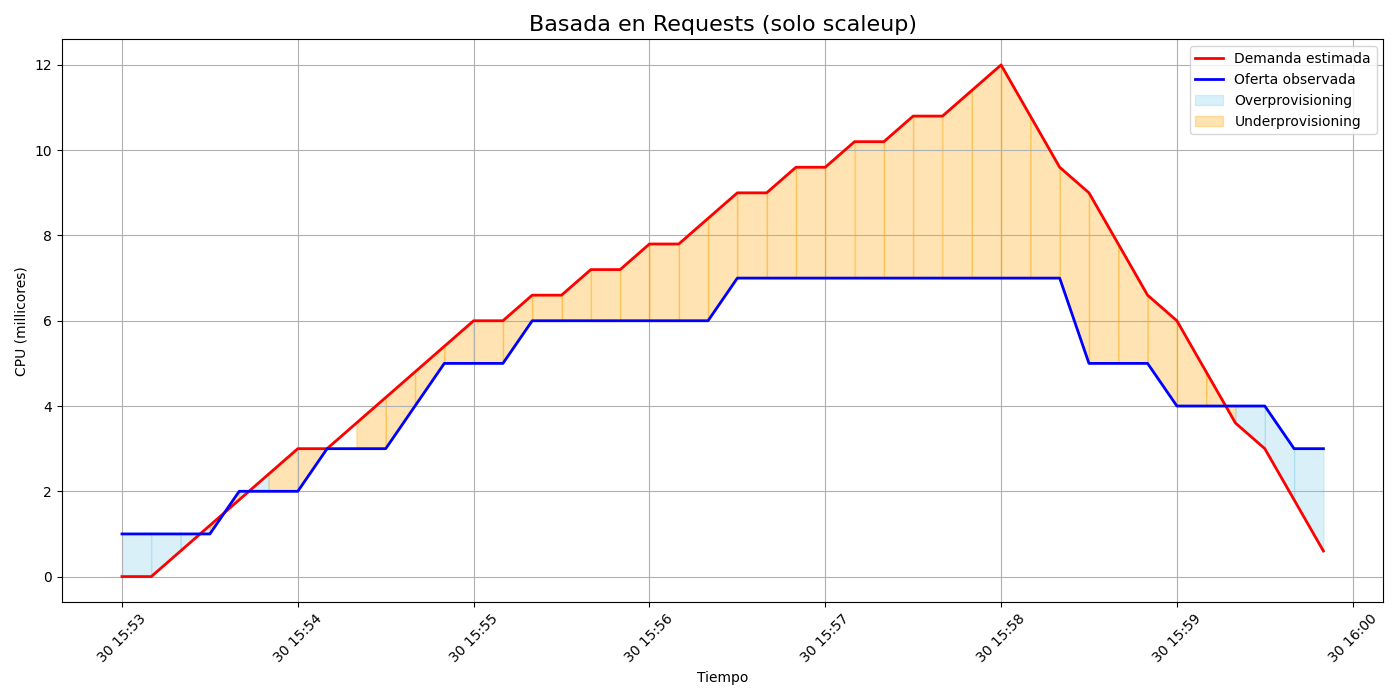 Basada en Requests (solo scaleup)
Demanda estimada
Oferta observada
Overprovisioning
Underprovisioning
CPU (millicores)
12
10
8
6
4
2
0
30 15:53
30 15:54
30 15:55
30 15:56
30 15:57
30 15:58
30 15:59
30 16:00
Tiempo